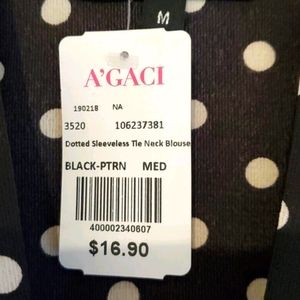 M
A'GACI
190218 NA
3520 106237381
Dotted Sleeveless Tie Neck Blouse
BLACK-PTRN MED
400002340607
$16.90